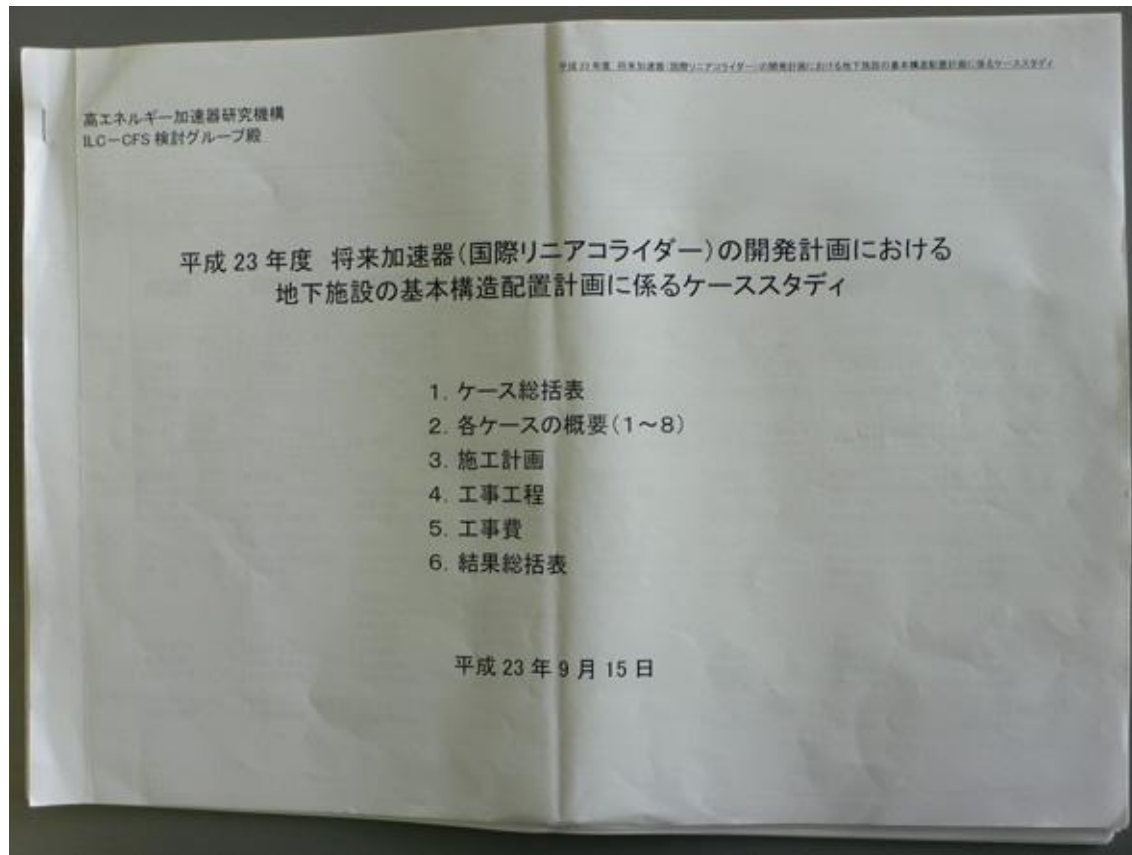 平成 23 年度 将来加速器(国際リニアコライダー)の開発計画における地下施設の基本構造配置計画に係るケーススタディ
高エネルギー加速器研究機構
ILC－CFS 検討グループ殿
平成 23 年度 将来加速器(国際リニアコライダー)の開発計画における
地下施設の基本構造配置計画に係るケーススタディ
1. ケース総括表
2. 各ケースの概要(1～8)
3. 施工計画
4. 工事工程
5. 工事費
6. 結果総括表
平成 23 年 9 月 15 日